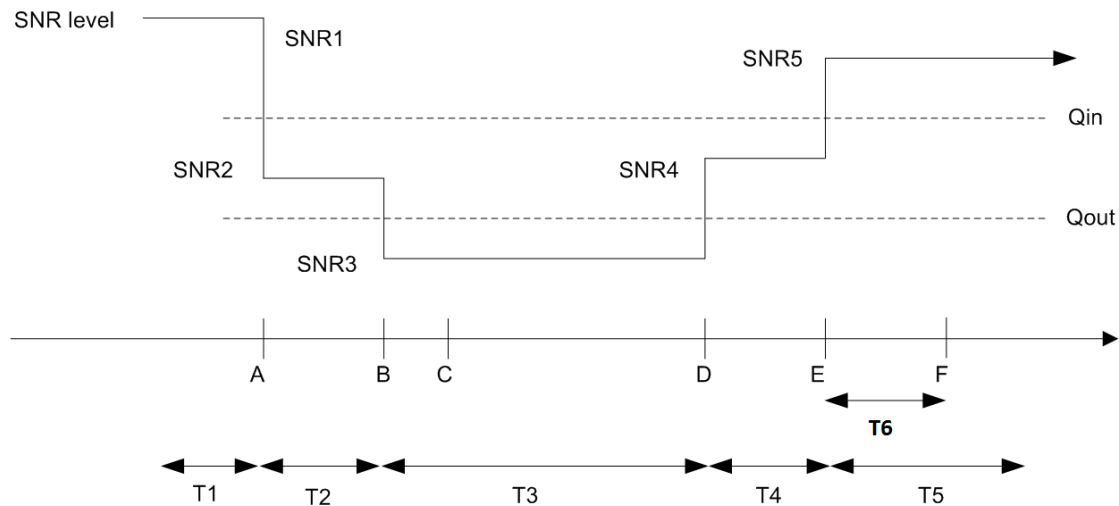 SNR level
SNR1
SNR5
Qin
SNR2
SNR4
Qout
SNR3
A B C D E F
T6
T1 T2 T3 T4 T5